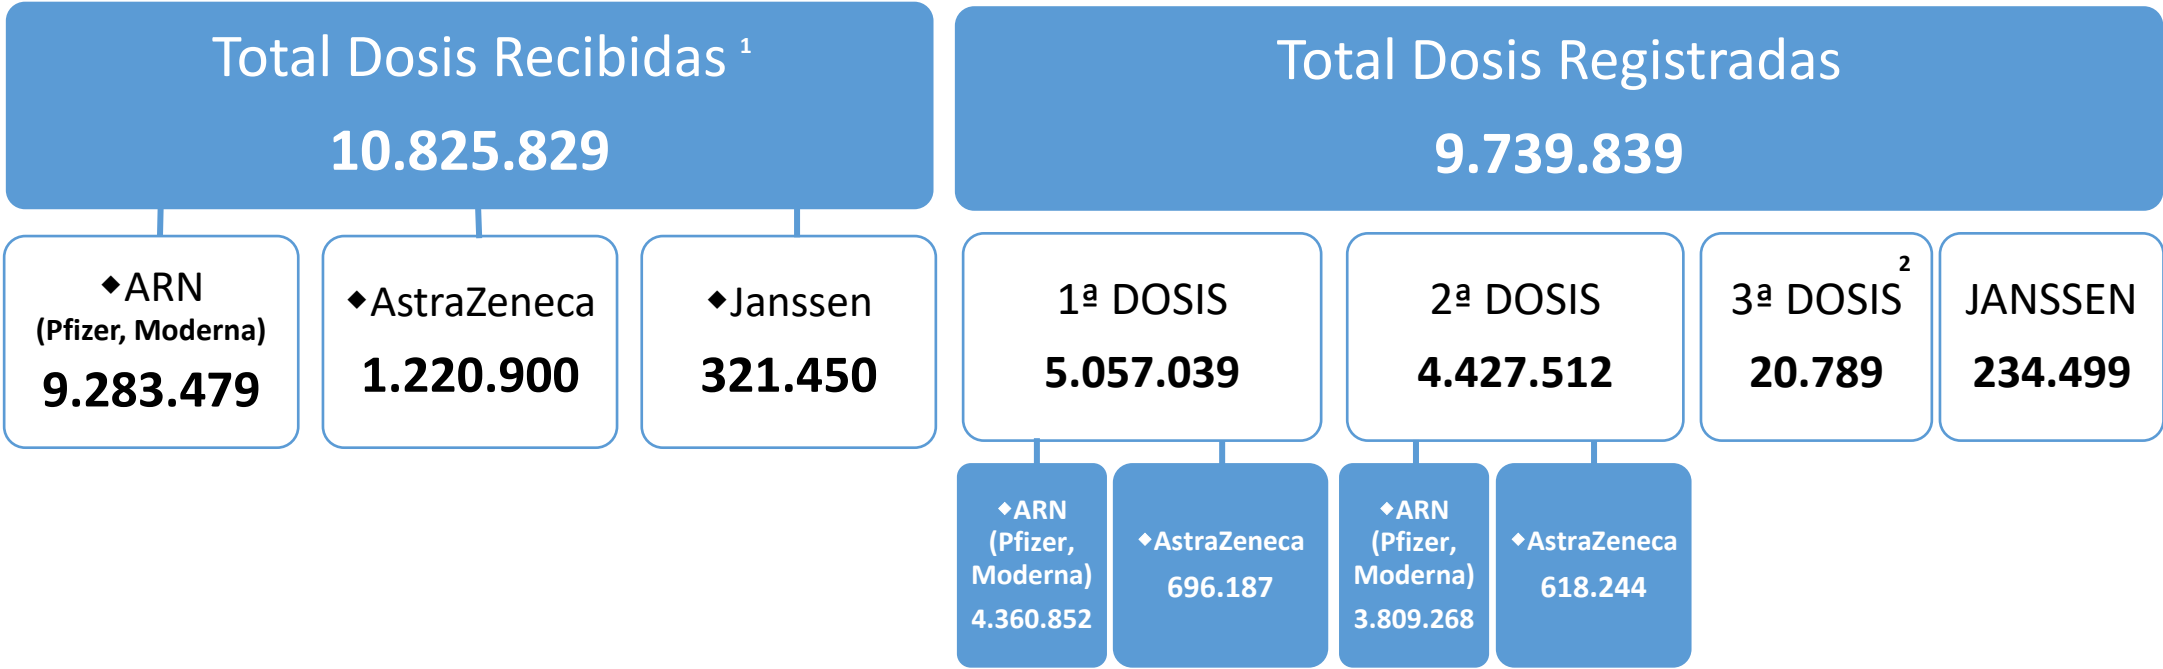 Total Dosis Recibidas 1
10.825.829
◆ARN
(Pfizer, Moderna)
9.283.479
◆AstraZeneca
1.220.900
◆Janssen
321.450
Total Dosis Registradas
9.739.839
1ª DOSIS
5.057.039
◆ARN
(Pfizer,
Moderna)
4.360.852
◆AstraZeneca
696.187
2ª DOSIS
4.427.512
◆ARN
(Pfizer,
Moderna)
3.809.268
◆AstraZeneca
618.244
3ª DOSIS 2
20.789
JANSSEN
234.499